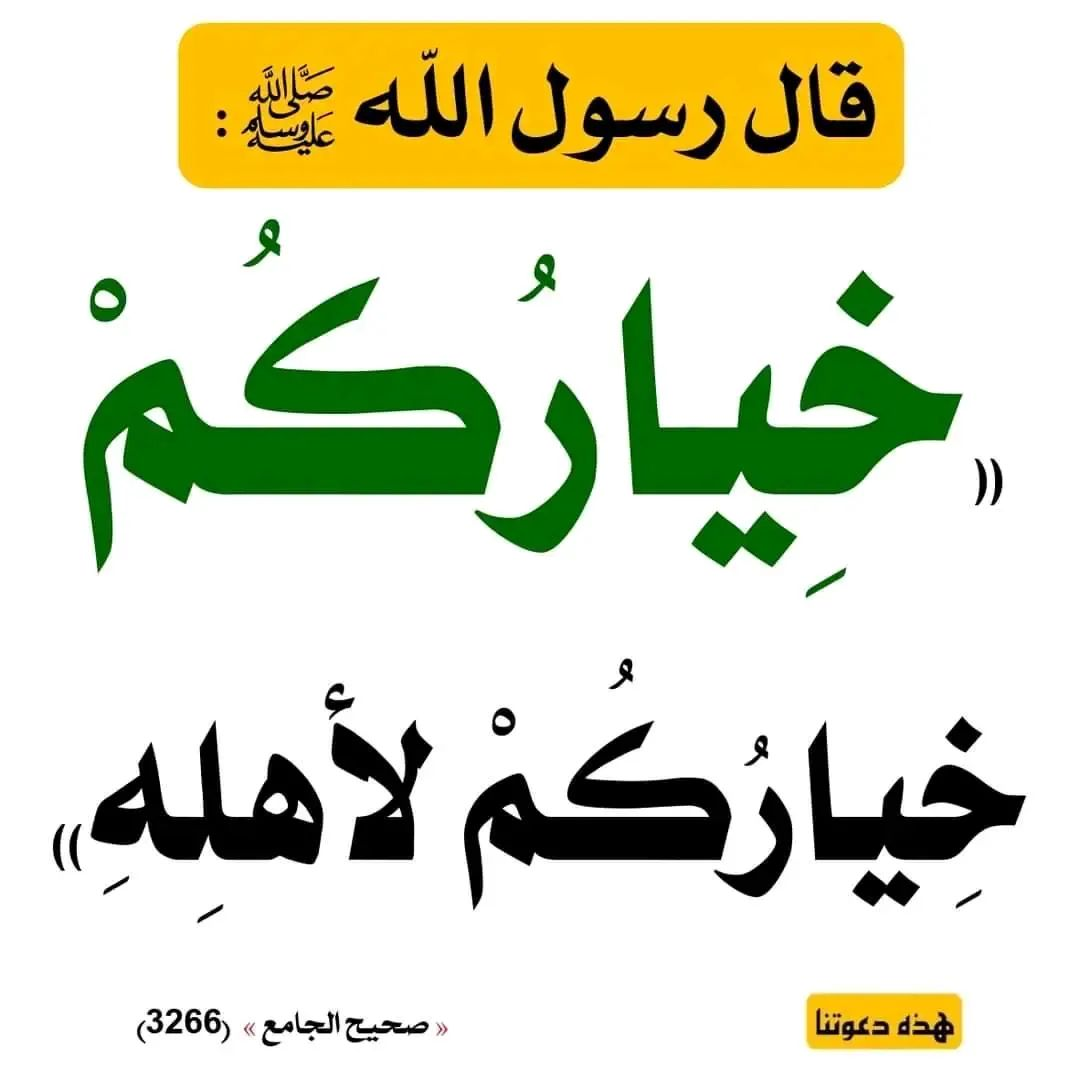 قال رسول الله ﷺ :
((خِيارُكُمْ
خِيارُكُمْ لأهلِهِ))
« صحيح الجامع » (3266)
هذه دعوتنا